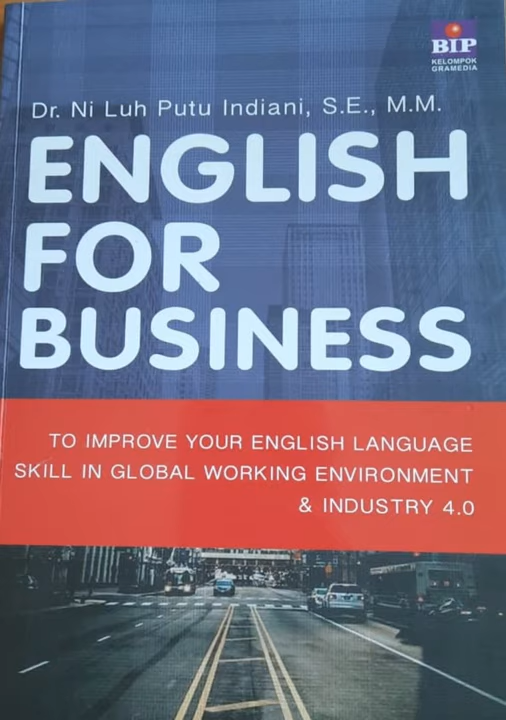 BIP
KELOMPOK
GRAMEDIA
Dr. Ni Luh Putu Indiani, S.E., M.M.
ENGLISH
FOR
BUSINESS
TO IMPROVE YOUR ENGLISH LANGUAGE
SKILL IN GLOBAL WORKING ENVIRONMENT
& INDUSTRY 4.0